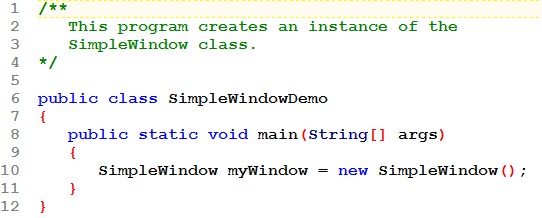 1 /**
2    This program creates an instance of the
3    SimpleWindow class.
4 */
5
6 public class SimpleWindowDemo
7 {
8    public static void main(String[] args)
9    {
10       SimpleWindow myWindow = new SimpleWindow();
11    }
12 }